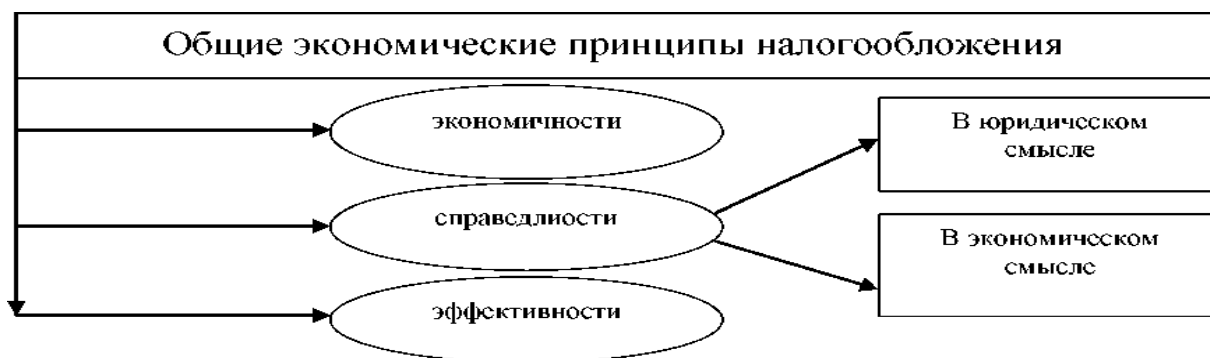 Общие экономические принципы налогообложения
экономичности
В юридическом
смысле
справедлиости
В экономическом
смысле
эффективности